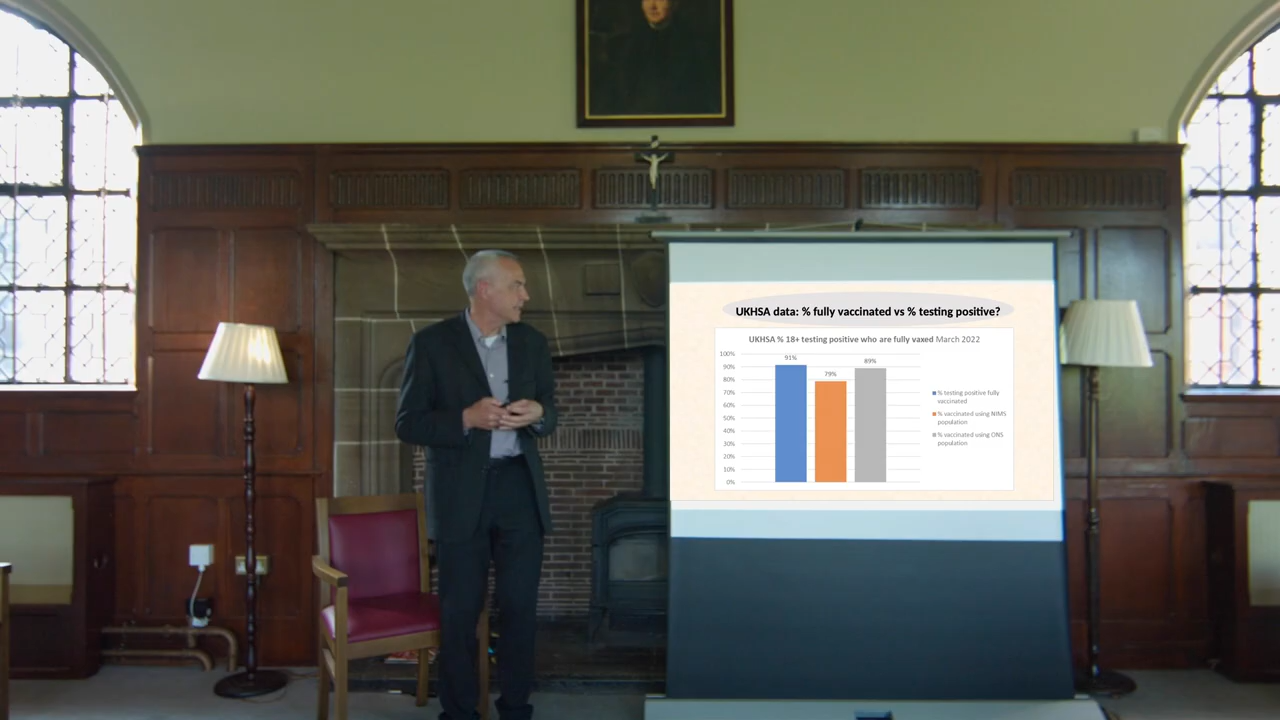 UKHSA data: % fully vaccinated vs % testing positive?
UKHSA % 18+ testing positive who are fully vaxed March 2022
100%
90%
80%
70%
60%
50%
40%
30%
20%
10%
0%
91%
79%
89%
% testing positive fully
vaccinated
% vaccinated using NIMS
population
% vaccinated using ONS
population